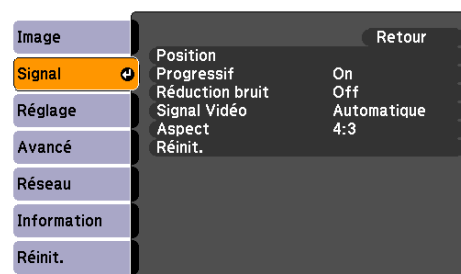 Image
Signal
Réglage
Avancé
Réseau
Information
Réinit.
Retour
Position
Progressif On
Réduction bruit Off
Signal Vidéo Automatique
Aspect 4:3
Réinit.